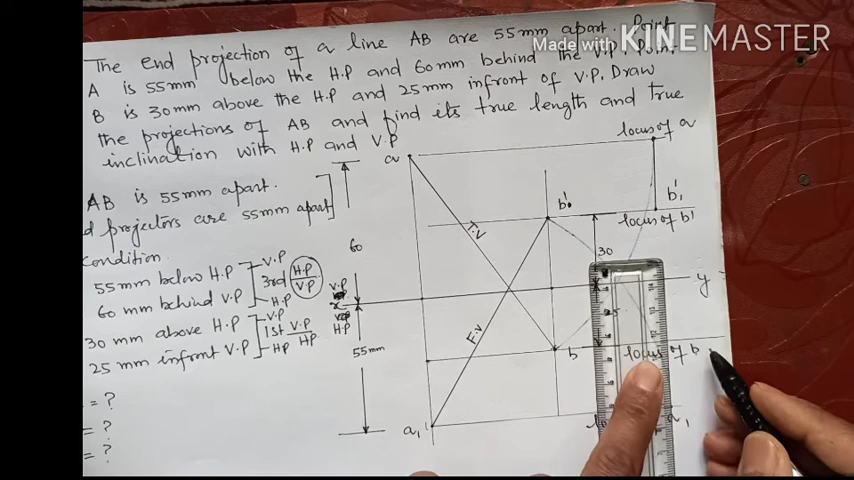 The end projection of a line AB are 55mm apart. Point
Made with KINEMASTER
A is 55mm below the H.P and 60mm behind the V.P. Point
B is 30mm above the H.P and 25mm infront of V.P. Draw
the projections of AB and find its true length and true
inclination with H.P and V.P
locus of a
a
AB is 55mm apart.
d projectors are 55mm apart
b'
b'1
locus of b'
T.V
condition
60
30
55mm below H.P
V.P
3rd H.P
V.P
60 mm behind V.P
H.P
V.P
H.P
x
y
30 mm above H.P
V.P
1st V.P
HP
25 mm infront V.P
HP
V.P
H.P
25
F.V
55mm
b
locus of b
= ?
a1
a1
= ?
= ?